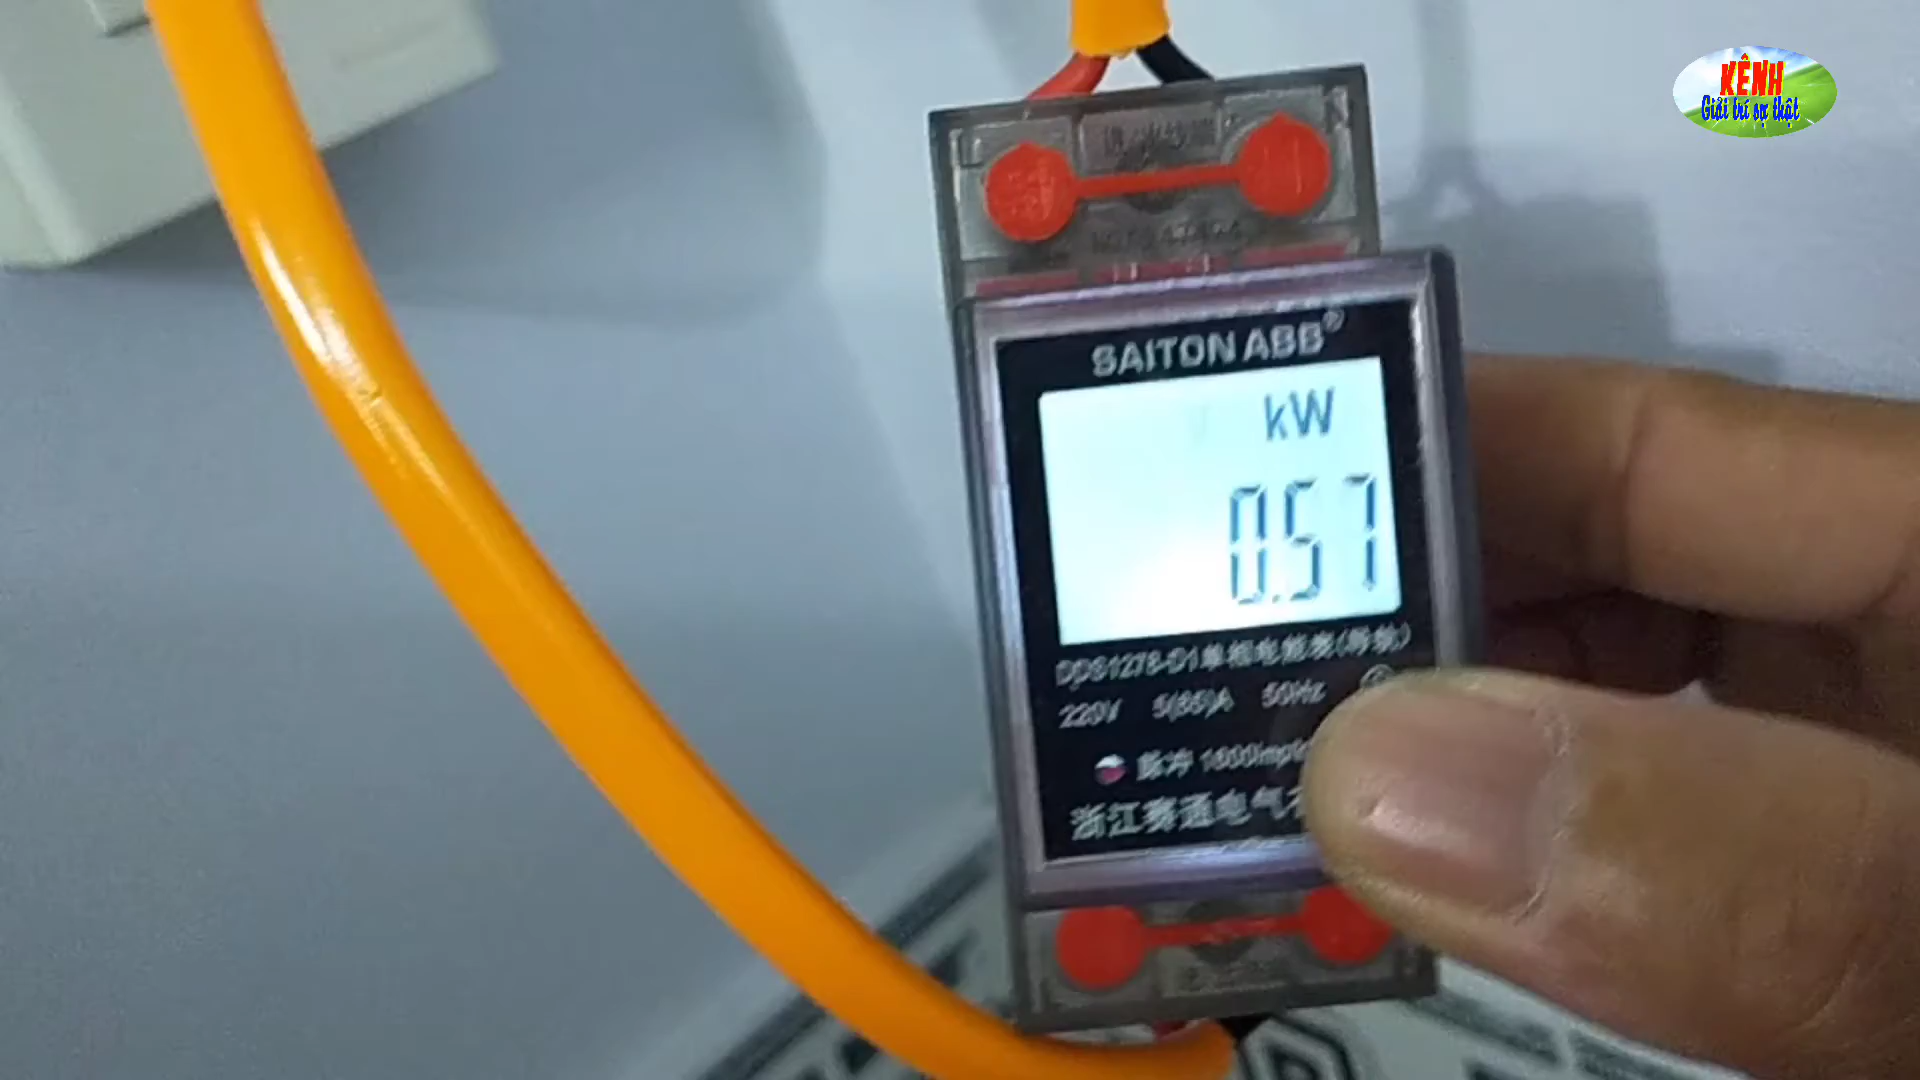 KÊNH
Giải trí sự thật
L
SAITON ABB®
kW
0.57
DDS1278-D1单相电能表(导轨)
220V 5(65)A 50Hz
脉冲 1600imp
浙江赛通电气